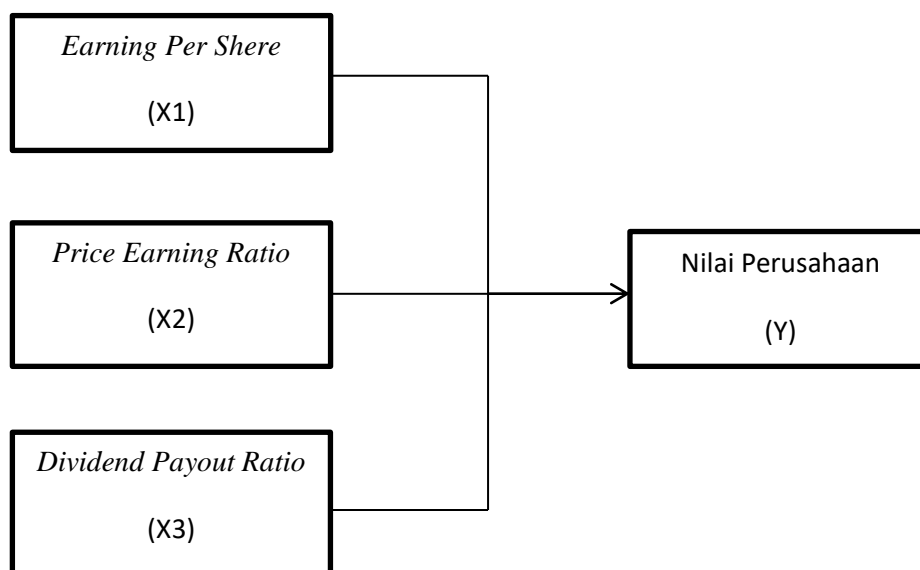 Earning Per Shere
(X1)
Price Earning Ratio
(X2)
Nilai Perusahaan
(Y)
Dividend Payout Ratio
(X3)